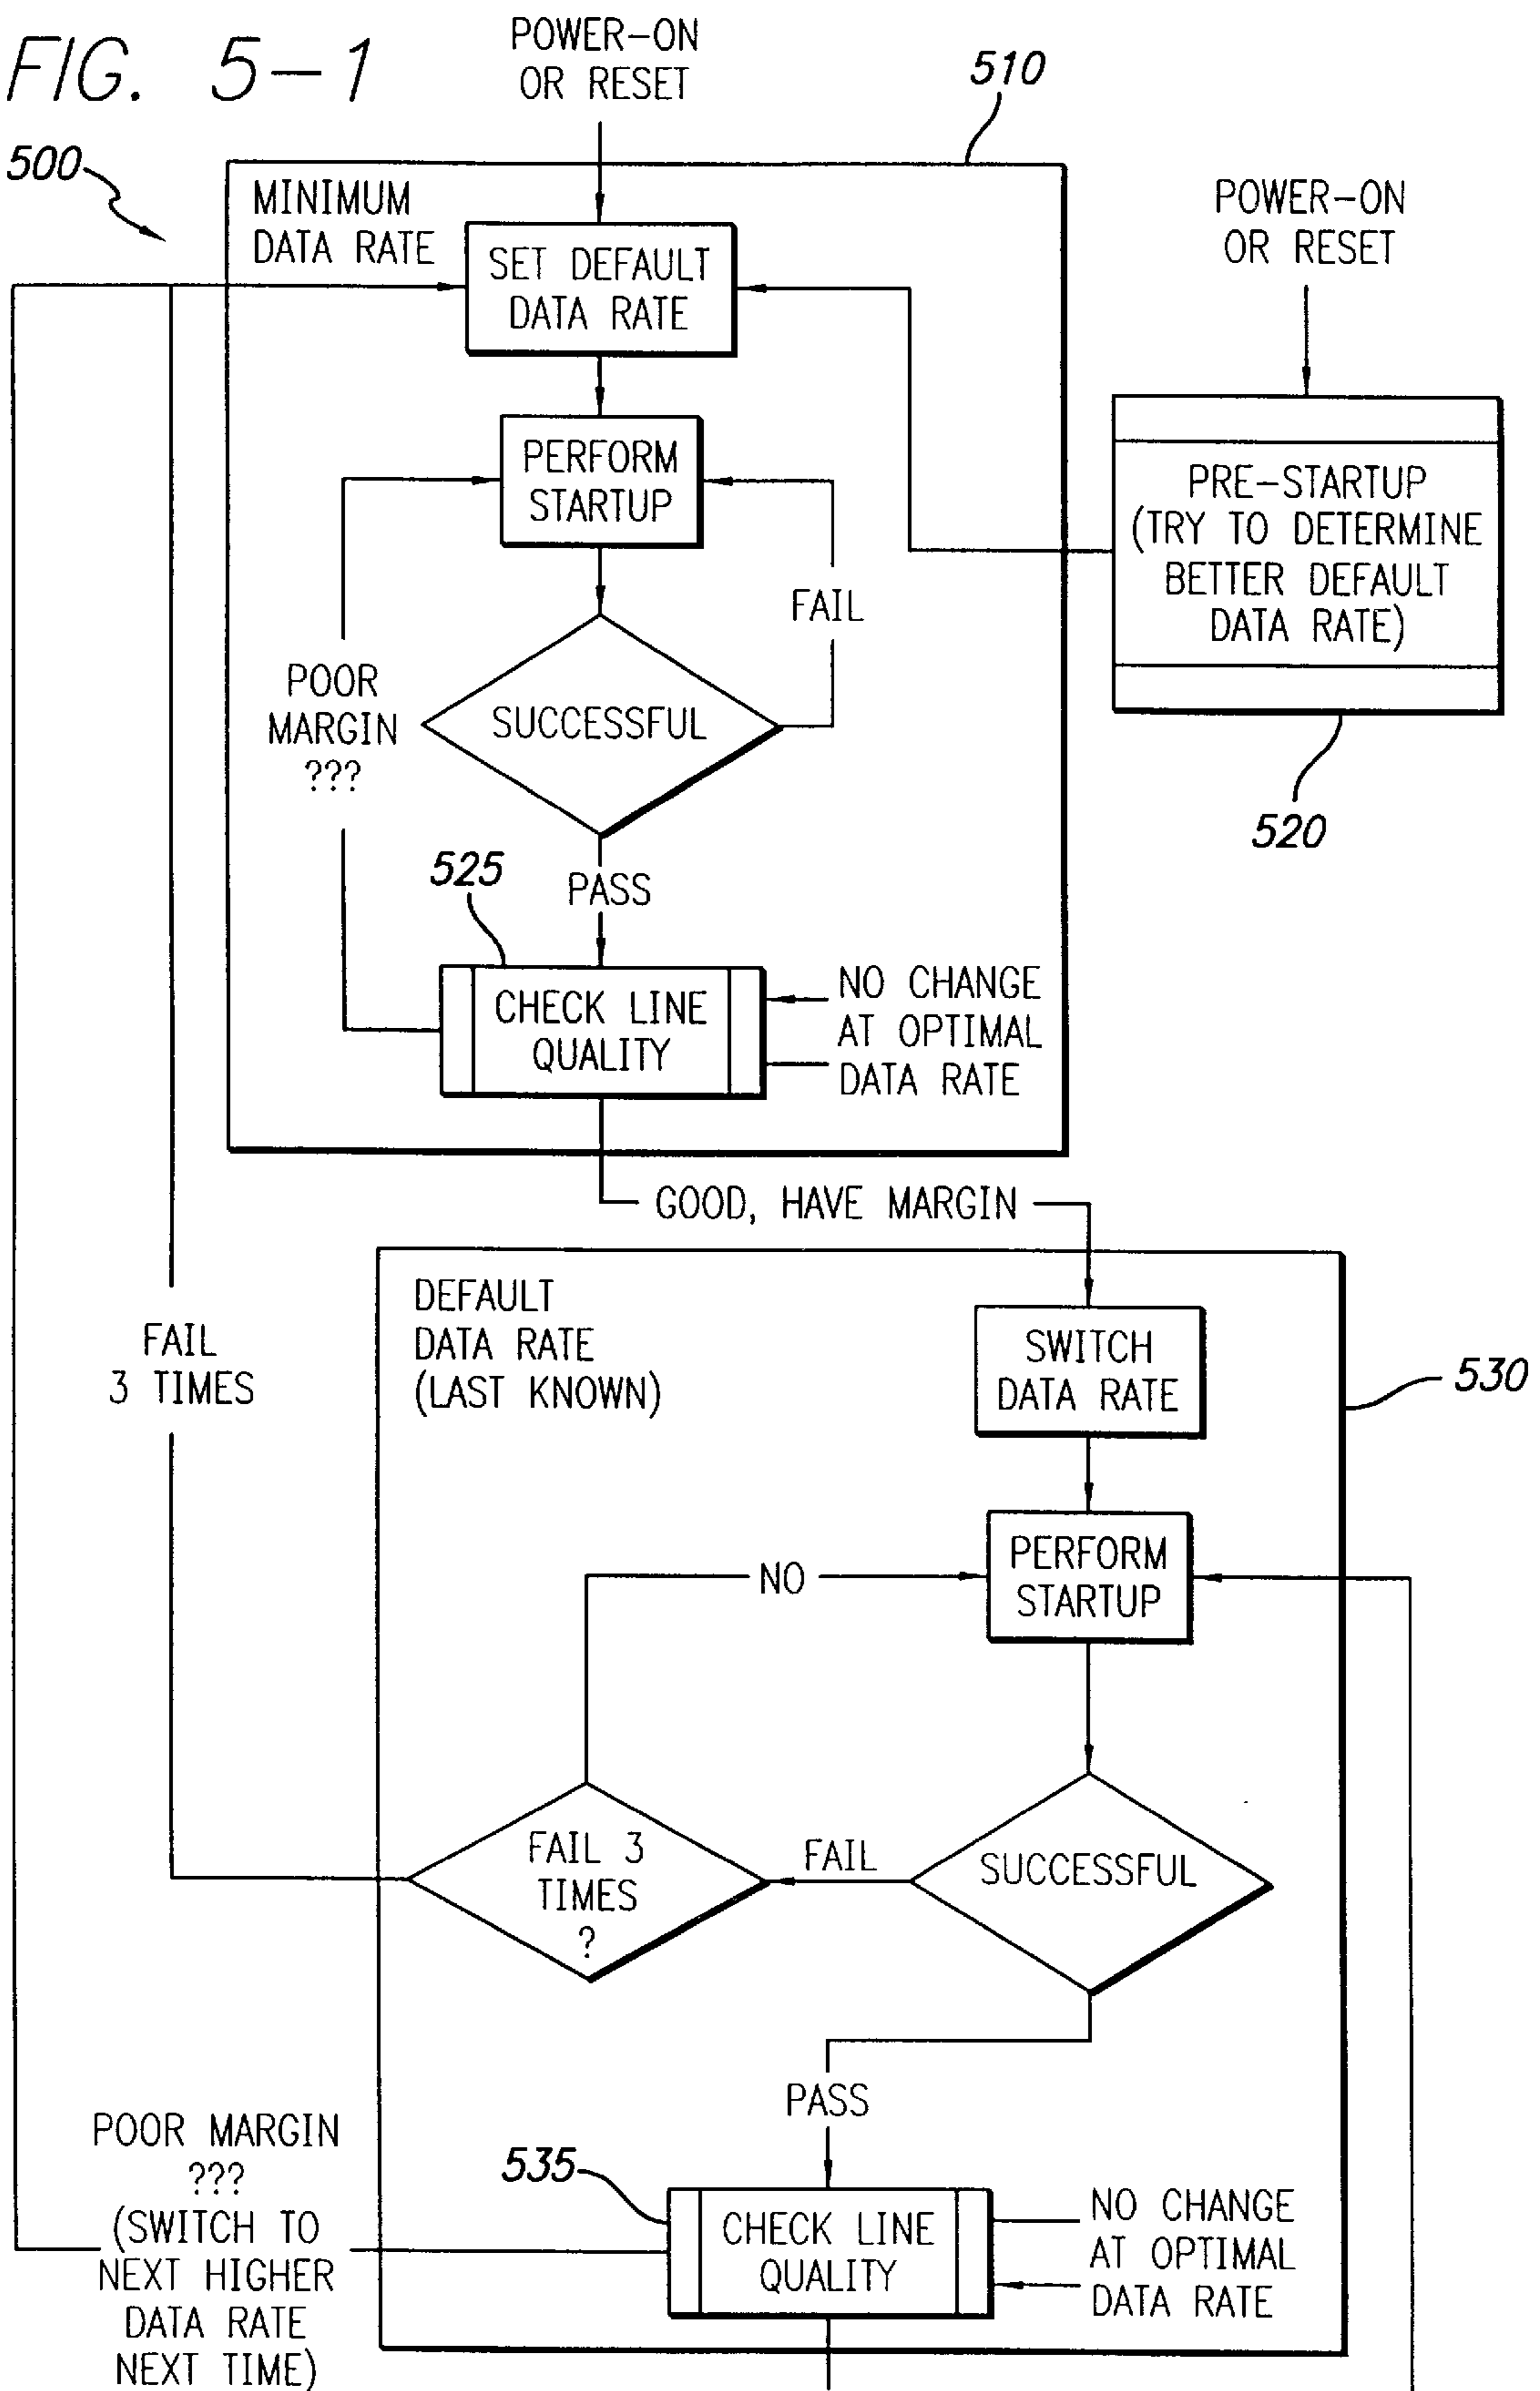 FIG. 5-1
POWER-ON
OR RESET
510
500
MINIMUM
DATA RATE
SET DEFAULT
DATA RATE
POWER-ON
OR RESET
PERFORM
STARTUP
PRE-STARTUP
(TRY TO DETERMINE
BETTER DEFAULT
DATA RATE)
FAIL
POOR
MARGIN
???
SUCCESSFUL
520
525
PASS
CHECK LINE
QUALITY
NO CHANGE
AT OPTIMAL
DATA RATE
GOOD, HAVE MARGIN
DEFAULT
DATA RATE
(LAST KNOWN)
SWITCH
DATA RATE
530
FAIL
3 TIMES
NO
PERFORM
STARTUP
FAIL 3
TIMES
?
FAIL
SUCCESSFUL
PASS
POOR MARGIN
???
(SWITCH TO
NEXT HIGHER
DATA RATE
NEXT TIME)
535
CHECK LINE
QUALITY
NO CHANGE
AT OPTIMAL
DATA RATE